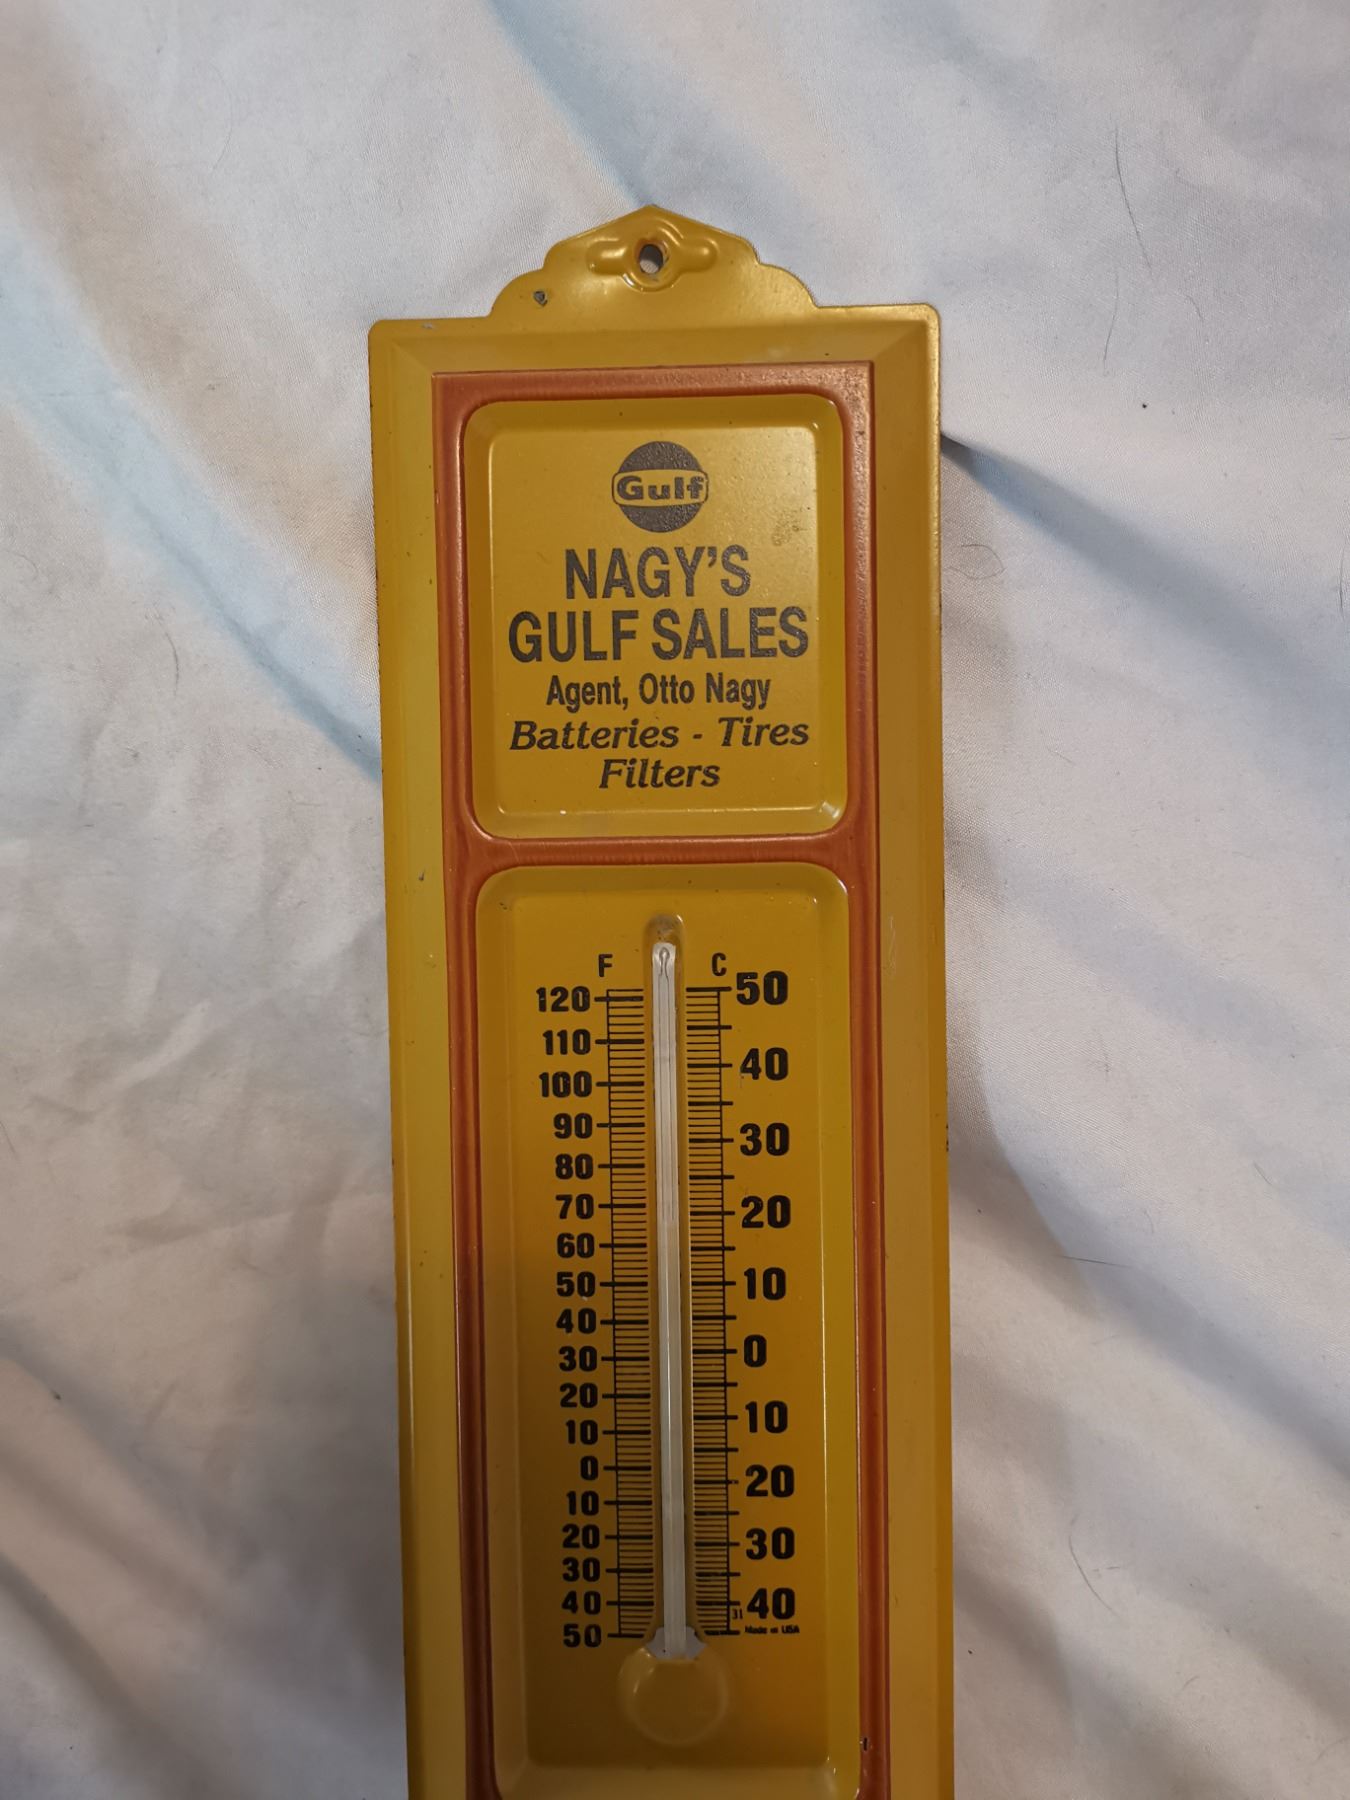 Gulf
NAGY'S
GULF SALES
Agent, Otto Nagy
Batteries - Tires
Filters
F C
120 50
110
100 40
90 30
80
70 20
60
50 10
40
30 0
20
10 10
0 20
10
20 30
30
40 40
50
31
Made in USA